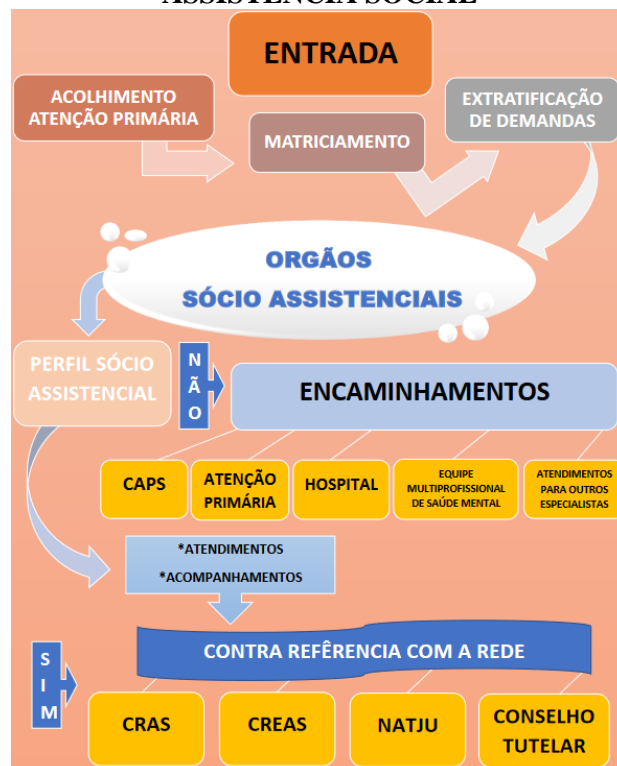 ASSISTÊNCIA SOCIAL
ENTRADA
ACOLHIMENTO
ATENÇÃO PRIMÁRIA
MATRICIAMENTO
EXTRATIFICAÇÃO
DE DEMANDAS
ORGÃOS
SÓCIO ASSISTENCIAIS
PERFIL SÓCIO
ASSISTENCIAL
N
Ã
O
ENCAMINHAMENTOS
CAPS
ATENÇÃO
PRIMÁRIA
HOSPITAL
EQUIPE
MULTIPROFISSIONAL
DE SAÚDE MENTAL
ATENDIMENTOS
PARA OUTROS
ESPECIALISTAS
*ATENDIMENTOS
*ACOMPANHAMENTOS
S
I
M
CONTRA REFÊRENCIA COM A REDE
CRAS
CREAS
NATJU
CONSELHO
TUTELAR